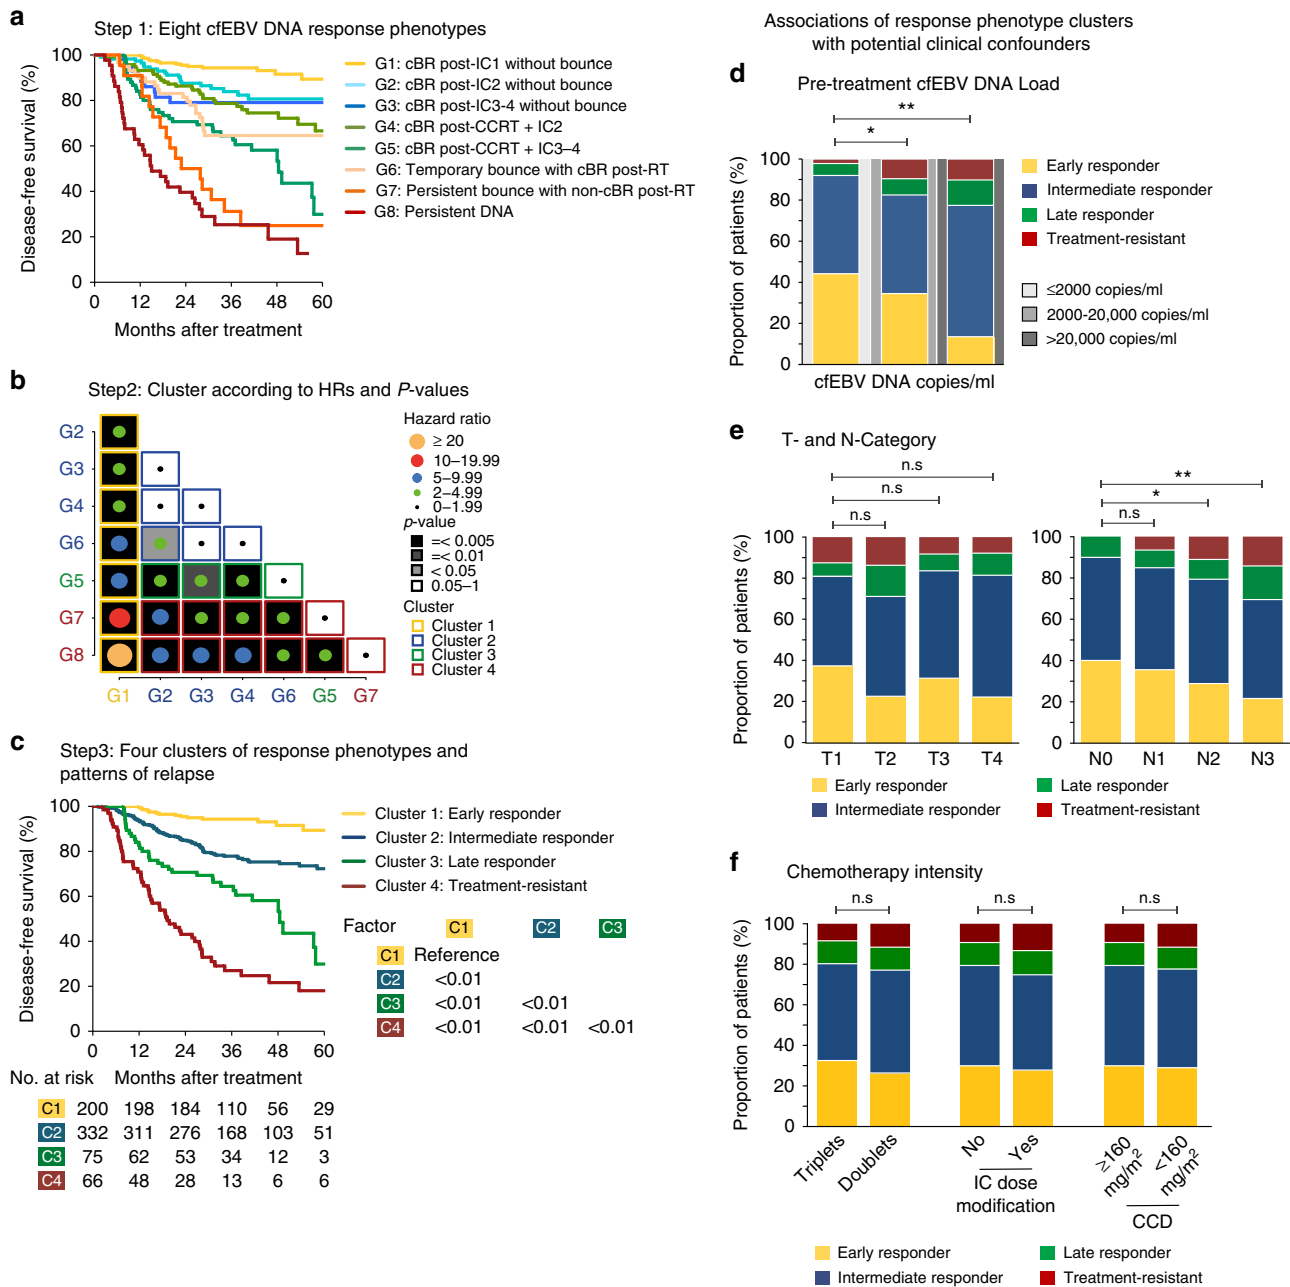 a
Step 1: Eight cfEBV DNA response phenotypes
Disease-free survival (%)
100
80
60
40
20
0
0 12 24 36 48 60
Months after treatment
G1: cBR post-IC1 without bounce
G2: cBR post-IC2 without bounce
G3: cBR post-IC3-4 without bounce
G4: cBR post-CCRT + IC2
G5: cBR post-CCRT + IC3–4
G6: Temporary bounce with cBR post-RT
G7: Persistent bounce with non-cBR post-RT
G8: Persistent DNA
b
Step2: Cluster according to HRs and P-values
G2
G3
G4
G6
G5
G7
G8
G1 G2 G3 G4 G6 G5 G7
Hazard ratio
≥ 20
10–19.99
5–9.99
2–4.99
0–1.99
p-value
=< 0.005
=< 0.01
< 0.05
0.05–1
Cluster
Cluster 1
Cluster 2
Cluster 3
Cluster 4
c
Step3: Four clusters of response phenotypes and
patterns of relapse
Disease-free survival (%)
100
80
60
40
20
0
0 12 24 36 48 60
Months after treatment
Cluster 1: Early responder
Cluster 2: Intermediate responder
Cluster 3: Late responder
Cluster 4: Treatment-resistant
Factor C1 C2 C3
C1 Reference
C2 <0.01
C3 <0.01 <0.01
C4 <0.01 <0.01 <0.01
No. at risk
C1 200 198 184 110 56 29
C2 332 311 276 168 103 51
C3 75 62 53 34 12 3
C4 66 48 28 13 6 6
Associations of response phenotype clusters
with potential clinical confounders
d
Pre-treatment cfEBV DNA Load
**
*
Proportion of patients (%)
100
80
60
40
20
0
cfEBV DNA copies/ml
Early responder
Intermediate responder
Late responder
Treatment-resistant
≤2000 copies/ml
2000-20,000 copies/ml
>20,000 copies/ml
e
T- and N-Category
n.s
n.s
n.s
Proportion of patients (%)
100
80
60
40
20
0
T1 T2 T3 T4
**
*
n.s
Proportion of patients (%)
100
80
60
40
20
0
N0 N1 N2 N3
Early responder
Intermediate responder
Late responder
Treatment-resistant
f
Chemotherapy intensity
n.s n.s n.s
Proportion of patients (%)
100
80
60
40
20
0
Triplets
Doublets
No
Yes
IC dose
modification
≥160
mg/m2
<160
mg/m2
CCD
Early responder
Intermediate responder
Late responder
Treatment-resistant